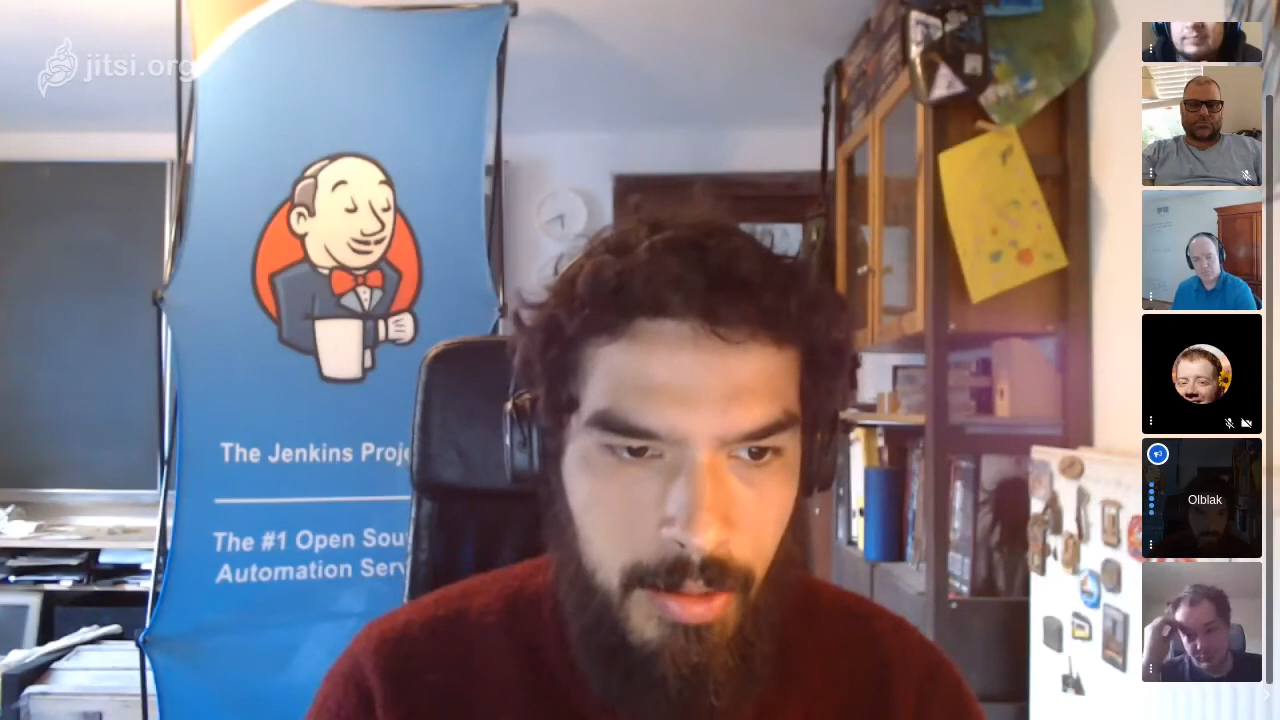 jitsi.org
The Jenkins Proje
The #1 Open Sou
Automation Serv
Olblak